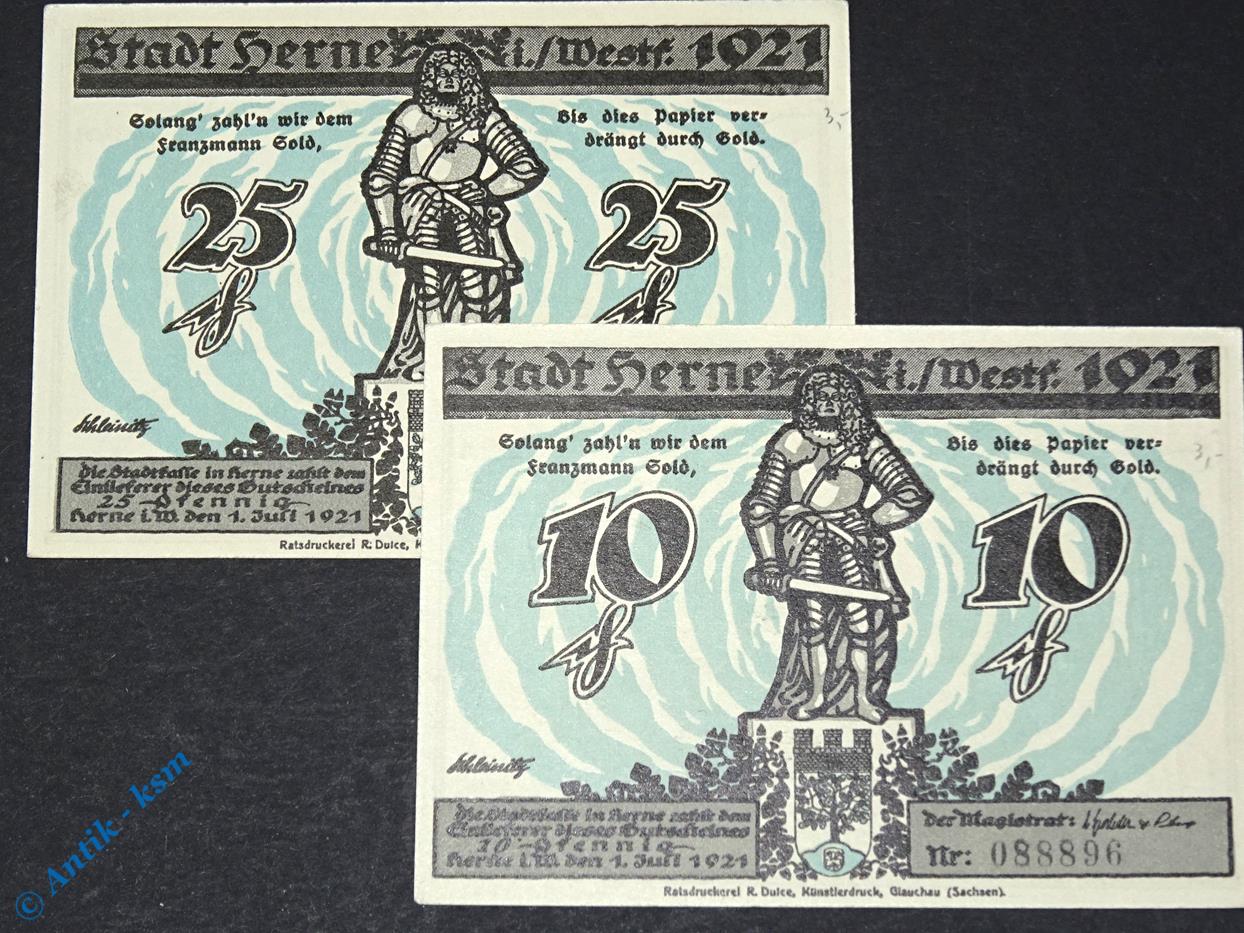 Stadt Herne i./Westf. 1921
Solang' zahl'n wir dem
Franzmann Sold,
Bis dies Papier ver=
drängt durch Gold.
3,-
25 25
Schleinitz
Die Stadtkasse in Herne zahlt dem
Einlieferer dieses Gutscheines
25 - Pfennig
Herne i.W. den 1. Juli 1921
Ratsdruckerei R. Dulce, K
Stadt Herne i./Westf. 1921
Solang' zahl'n wir dem
Franzmann Sold,
Bis dies Papier ver=
drängt durch Gold.
3,-
10 10
Schleinitz
Die Stadtkasse in Herne zahlt dem
Einlieferer dieses Gutscheines
10 - Pfennig
Herne i.W. den 1. Juli 1921
Der Magistrat:
Nr: 088896
Ratsdruckerei R. Dulce, Künstlerdruck, Glauchau (Sachsen).
© Antik - ksm